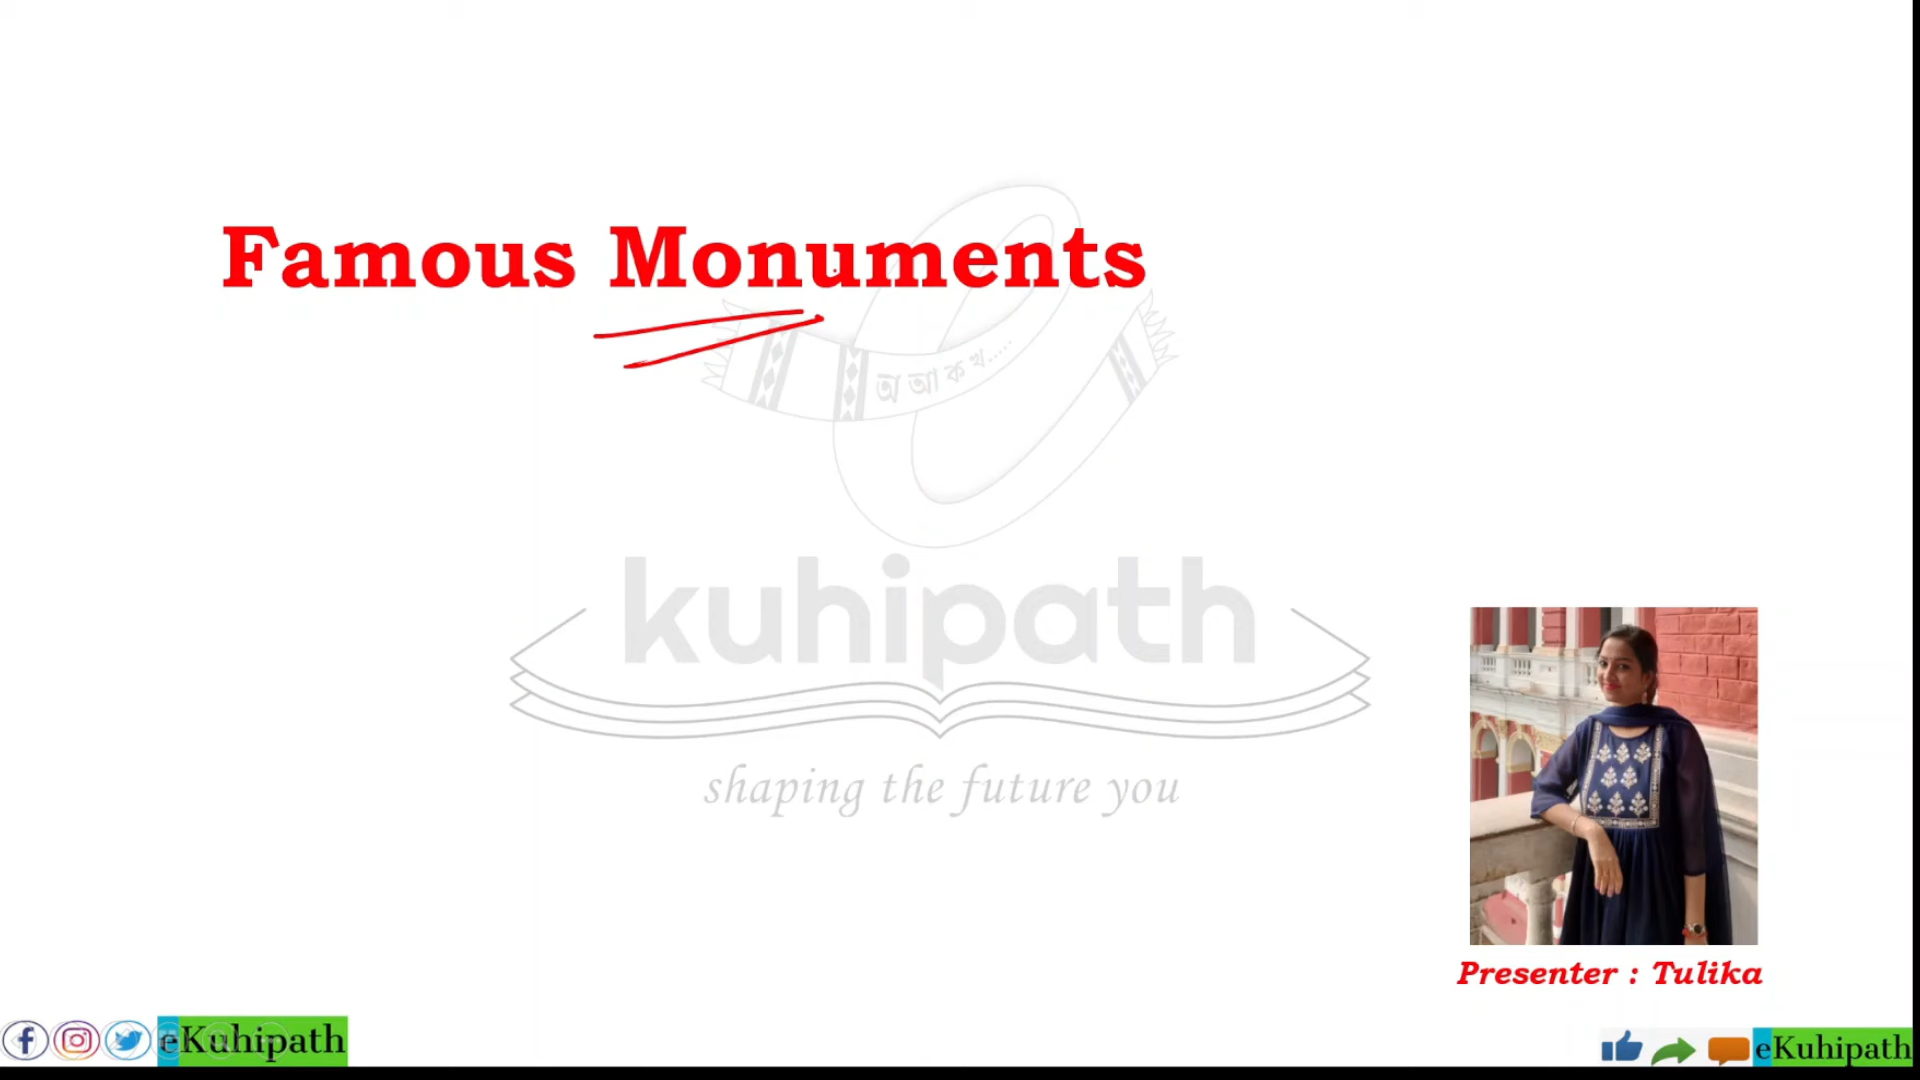 Famous Monuments
অ আ ক খ.....
kuhipath
shaping the future you
Presenter : Tulika
eKuhipath
eKuhipath